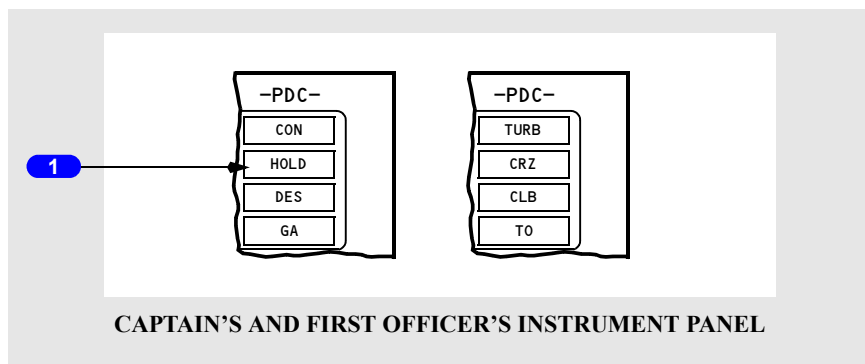 -PDC-
CON
HOLD
DES
GA
-PDC-
TURB
CRZ
CLB
TO
1
CAPTAIN'S AND FIRST OFFICER'S INSTRUMENT PANEL